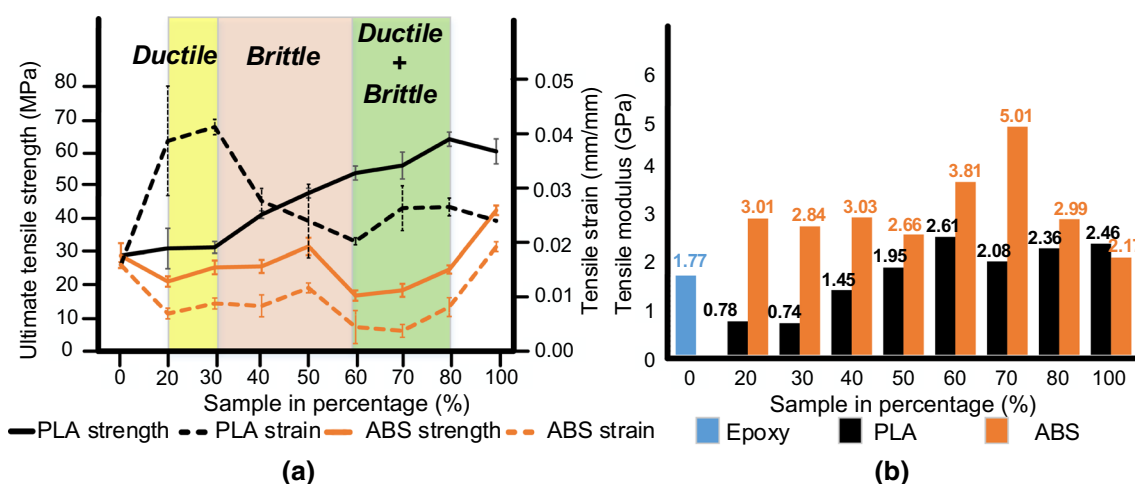 Ductile
Brittle
Ductile
+
Brittle
Ultimate tensile strength (MPa)
80
70
60
50
40
30
20
10
0
0.05
0.04
0.03
0.02
0.01
0.00
Tensile strain (mm/mm)
0 20 30 40 50 60 70 80 100
Sample in percentage (%)
PLA strength PLA strain ABS strength ABS strain
(a)
Tensile modulus (GPa)
6
5
4
3
2
1
0
1.77
0.78 3.01
0.74 2.84
1.45 3.03
1.95 2.66
2.61 3.81
2.08 5.01
2.36 2.99
2.46 2.17
0 20 30 40 50 60 70 80 100
Sample in percentage (%)
Epoxy PLA ABS
(b)